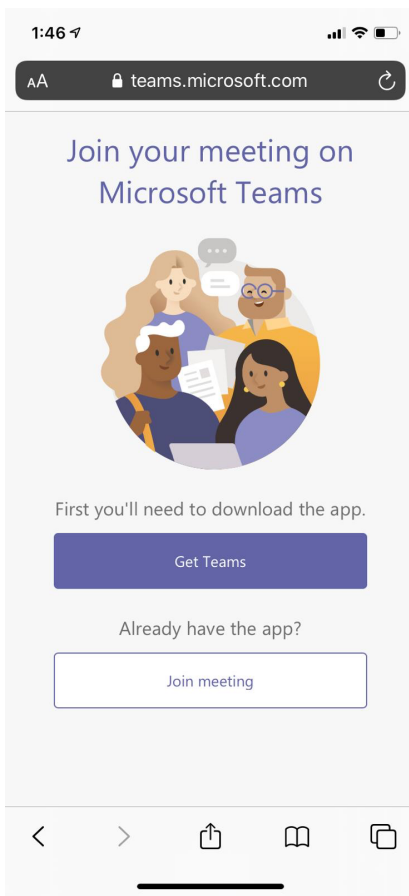 1:46
AA teams.microsoft.com
Join your meeting on
Microsoft Teams
First you'll need to download the app.
Get Teams
Already have the app?
Join meeting